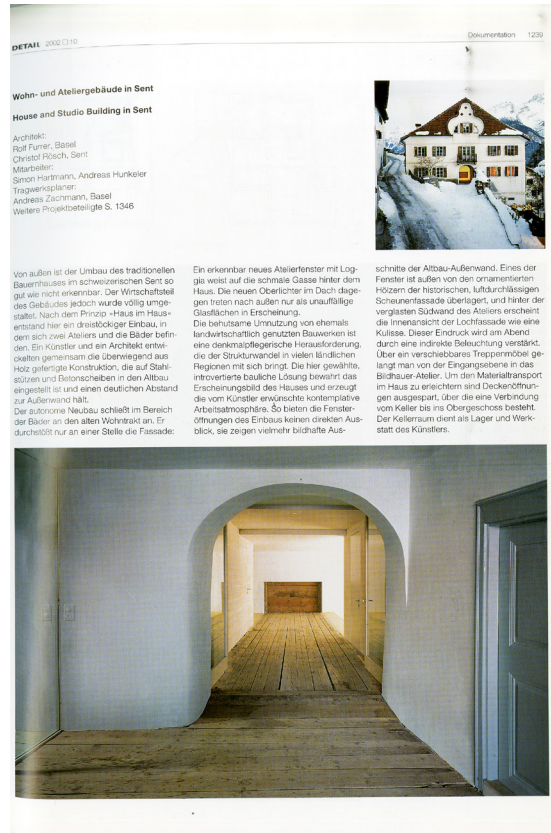 DETAIL 2002 □ 10
Dokumentation 1239
Wohn- und Ateliergebäude in Sent
House and Studio Building in Sent
Architekt:
Rolf Furrer, Basel
Christof Rösch, Sent
Mitarbeiter:
Simon Hartmann, Andreas Hunkeler
Tragwerksplaner:
Andreas Zachmann, Basel
Weitere Projektbeteiligte S. 1346
Von außen ist der Umbau des traditionellen
Bauernhauses im schweizerischen Sent so
gut wie nicht erkennbar. Der Wirtschaftsteil
des Gebäudes jedoch wurde völlig umge-
staltet. Nach dem Prinzip »Haus im Haus«
entstand hier ein dreistöckiger Einbau, in
dem sich zwei Ateliers und die Bäder befin-
den. Ein Künstler und ein Architekt entwi-
ckelten gemeinsam die überwiegend aus
Holz gefertigte Konstruktion, die auf Stahl-
stützen und Betonscheiben in den Altbau
eingestellt ist und einen deutlichen Abstand
zur Außenwand hält.
Der autonome Neubau schließt im Bereich
der Bäder an den alten Wohntrakt an. Er
durchstößt nur an einer Stelle die Fassade:
Ein erkennbar neues Atelierfenster mit Log-
gia weist auf die schmale Gasse hinter dem
Haus. Die neuen Oberlichter im Dach dage-
gen treten nach außen nur als unauffällige
Glasflächen in Erscheinung.
Die behutsame Umnutzung von ehemals
landwirtschaftlich genutzten Bauwerken ist
eine denkmalpflegerische Herausforderung,
die der Strukturwandel in vielen ländlichen
Regionen mit sich bringt. Die hier gewählte,
introvertierte bauliche Lösung bewahrt das
Erscheinungsbild des Hauses und erzeugt
die vom Künstler erwünschte kontemplative
Arbeitsatmosphäre. So bieten die Fenster-
öffnungen des Einbaus keinen direkten Aus-
blick, sie zeigen vielmehr bildhafte Aus-
schnitte der Altbau-Außenwand. Eines der
Fenster ist außen von den ornamentierten
Hölzern der historischen, luftdurchlässigen
Scheunenfassade überlagert, und hinter der
verglasten Südwand des Ateliers erscheint
die Innenansicht der Lochfassade wie eine
Kulisse. Dieser Eindruck wird am Abend
durch eine indirekte Beleuchtung verstärkt.
Über ein verschiebbares Treppenmöbel ge-
langt man von der Eingangsebene in das
Bildhauer-Atelier. Um den Materialtransport
im Haus zu erleichtern sind Deckenöffnun-
gen ausgespart, über die eine Verbindung
vom Keller bis ins Obergeschoss besteht.
Der Kellerraum dient als Lager und Werk-
statt des Künstlers.